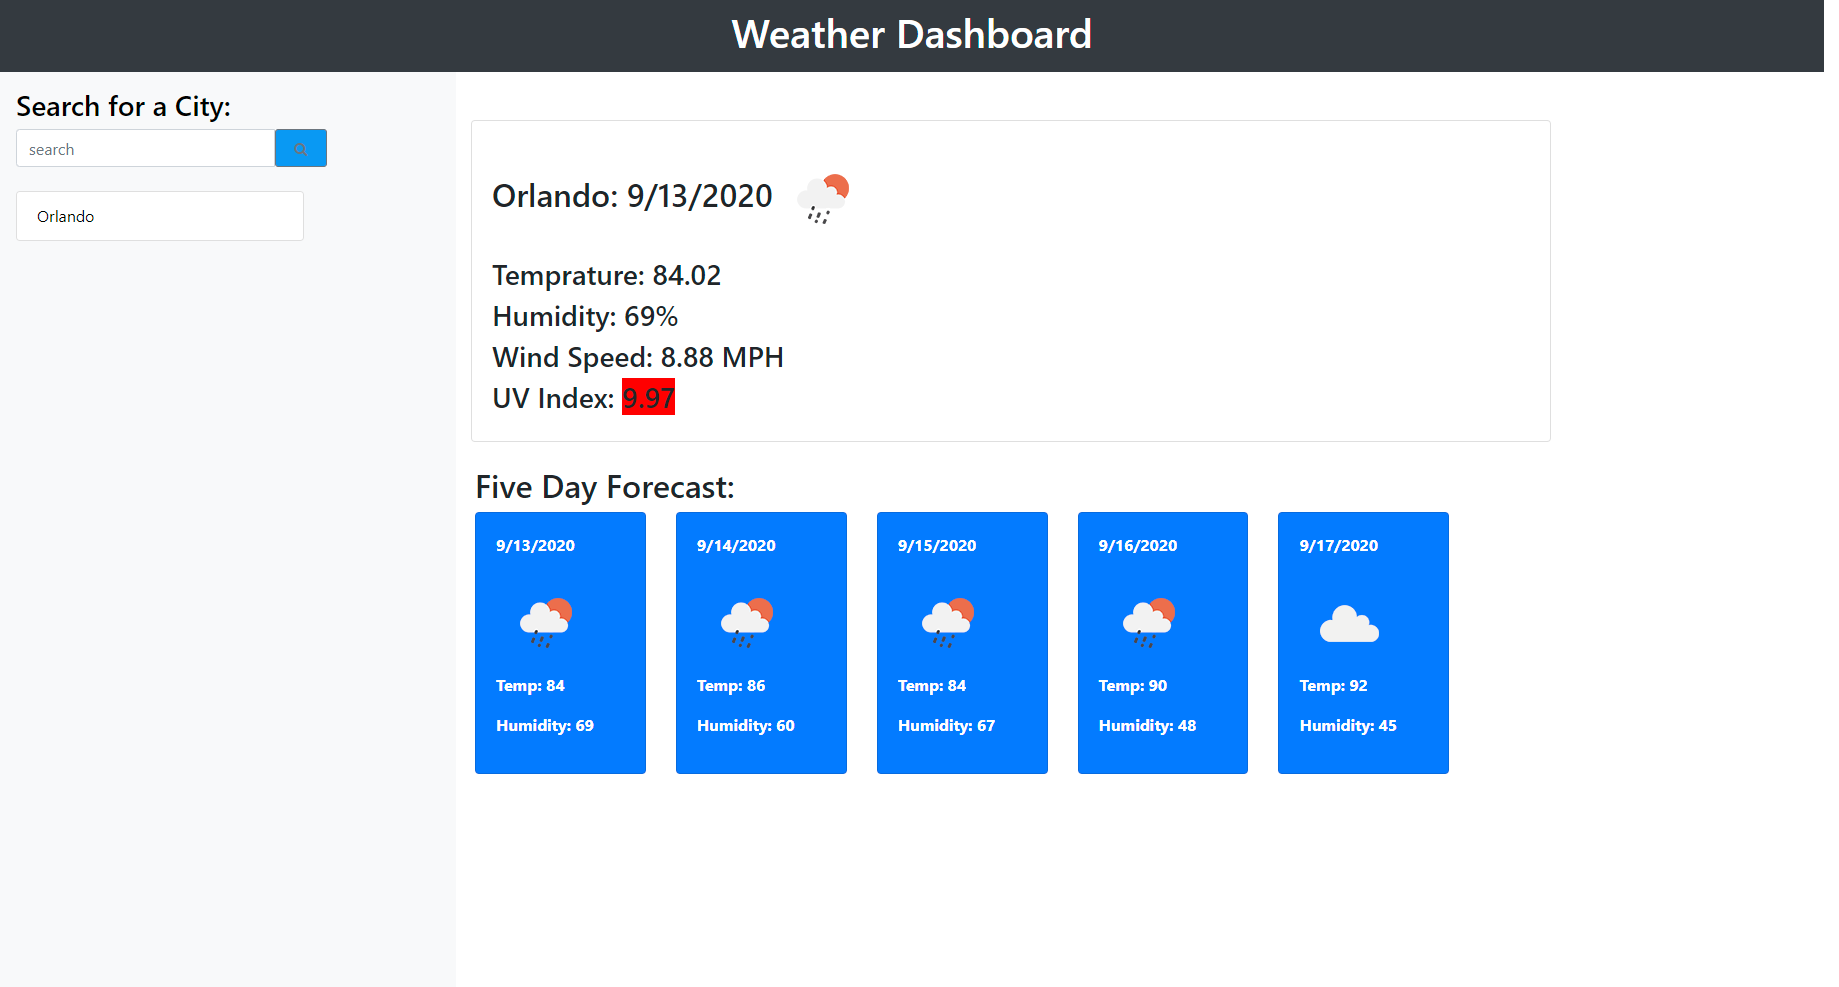 Weather Dashboard
Search for a City:
search
Orlando
Orlando: 9/13/2020
Temprature: 84.02
Humidity: 69%
Wind Speed: 8.88 MPH
UV Index: 9.97
Five Day Forecast:
9/13/2020
Temp: 84
Humidity: 69
9/14/2020
Temp: 86
Humidity: 60
9/15/2020
Temp: 84
Humidity: 67
9/16/2020
Temp: 90
Humidity: 48
9/17/2020
Temp: 92
Humidity: 45